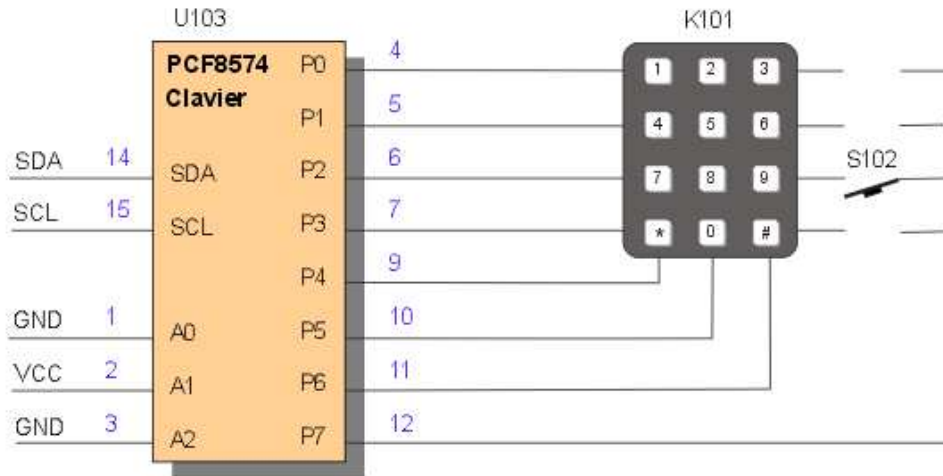 U103
K101
PCF8574
Clavier
P0
4
1 2 3
P1
5
4 5 6
SDA 14
SDA
P2
6
7 8 9
S102
SCL 15
SCL
P3
7
* 0 #
P4
9
GND 1
A0
P5
10
VCC 2
A1
P6
11
GND 3
A2
P7
12